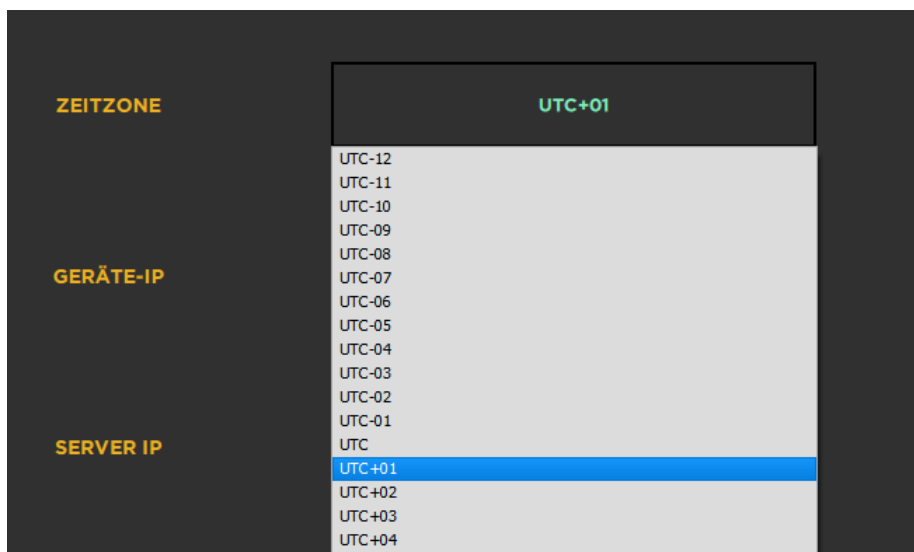 ZEITZONE
UTC+01
UTC-12
UTC-11
UTC-10
UTC-09
UTC-08
UTC-07
UTC-06
UTC-05
UTC-04
UTC-03
UTC-02
UTC-01
UTC
UTC+01
UTC+02
UTC+03
UTC+04
GERÄTE-IP
SERVER IP